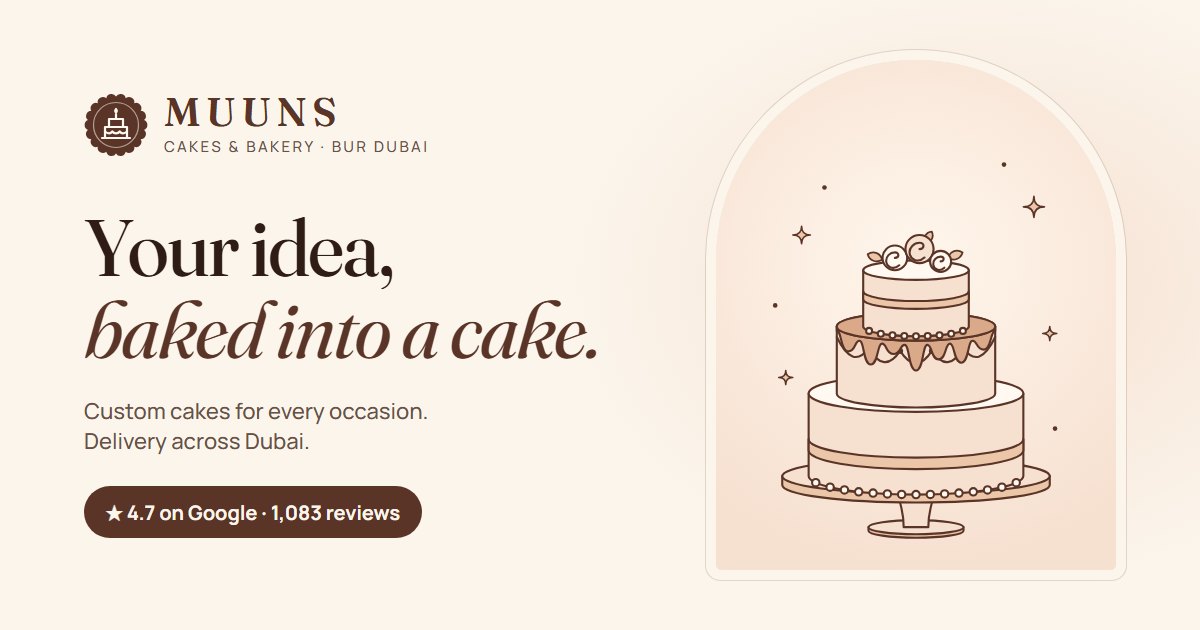 MUUNS
CAKES & BAKERY · BUR DUBAI
Your idea,
baked into a cake.
Custom cakes for every occasion.
Delivery across Dubai.
★ 4.7 on Google · 1,083 reviews